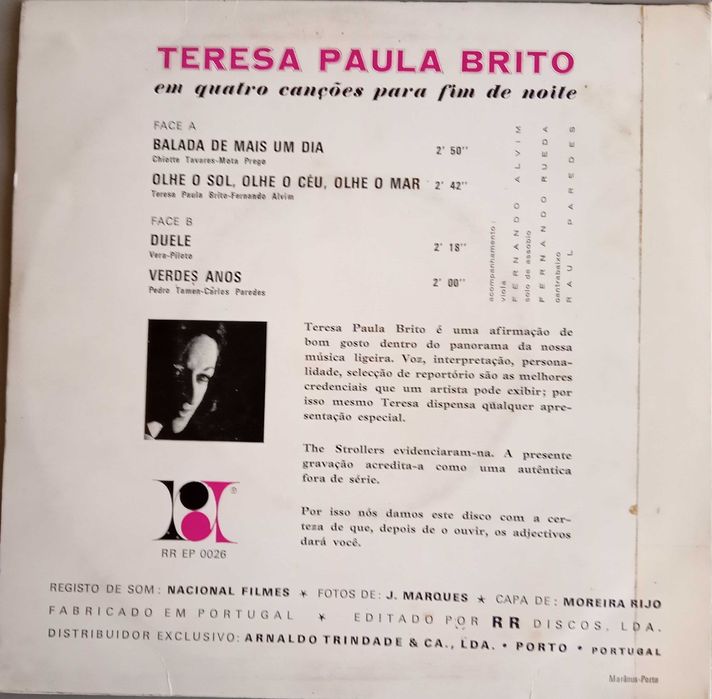 TERESA PAULA BRITO
em quatro canções para fim de noite
FACE A
BALADA DE MAIS UM DIA 2' 50''
Chiotte Tavares-Mota Prego
OLHE O SOL, OLHE O CÉU, OLHE O MAR 2' 42''
Teresa Paula Brito-Fernando Alvim
FACE B
DUELE 2' 18''
Vera-Piloto
VERDES ANOS 2' 00''
Pedro Tamen-Carlos Paredes
acompanhamento:
viola
FERNANDO ALVIM
solo de assobio
FERNANDO RUEDA
contrabaixo
RAUL PAREDES
Teresa Paula Brito é uma afirmação de
bom gosto dentro do panorama da nossa
música ligeira. Voz, interpretação, persona-
lidade, selecção de reportório são as melhores
credenciais que um artista pode exibir; por
isso mesmo Teresa dispensa qualquer apre-
sentação especial.
The Strollers evidenciaram-na. A presente
gravação acredita-a como uma autêntica
fora de série.
Por isso nós damos este disco com a cer-
teza de que, depois de o ouvir, os adjectivos
dará você.
®
RR EP 0026
REGISTO DE SOM: NACIONAL FILMES ★ FOTOS DE: J. MARQUES ★ CAPA DE: MOREIRA RIJO
FABRICADO EM PORTUGAL ★ EDITADO POR RR DISCOS, LDA.
DISTRIBUIDOR EXCLUSIVO: ARNALDO TRINDADE & CA., LDA. • PORTO • PORTUGAL
Marânus-Porto